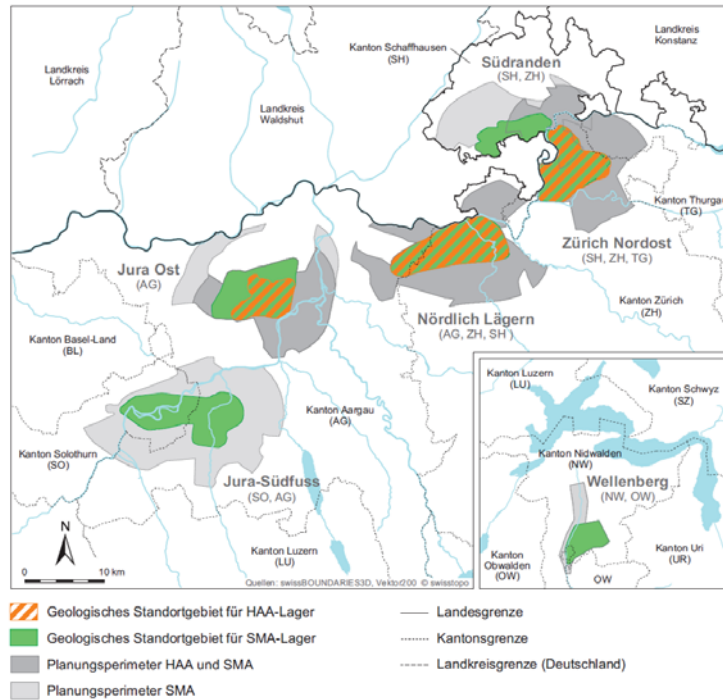 Landkreis
Konstanz
Kanton Schaffhausen
(SH)
Südranden
(SH, ZH)
Landkreis
Lörrach
Landkreis
Waldshut
Kanton Thurgau
(TG)
Zürich Nordost
(SH, ZH, TG)
Jura Ost
(AG)
Kanton Zürich
(ZH)
Nördlich Lägern
(AG, ZH, SH)
Kanton Basel-Land
(BL)
Kanton Luzern
(LU)
Kanton Schwyz
(SZ)
Kanton Aargau
(AG)
Kanton Nidwalden
(NW)
Kanton Solothurn
(SO)
Wellenberg
(NW, OW)
Jura-Südfuss
(SO, AG)
N
Kanton Uri
(UR)
Kanton
Obwalden
(OW)
OW
Kanton Luzern
(LU)
0 10 km
Quellen: swissBOUNDARIES3D, Vektor200 © swisstopo
Geologisches Standortgebiet für HAA-Lager
Landesgrenze
Geologisches Standortgebiet für SMA-Lager
Kantonsgrenze
Planungsperimeter HAA und SMA
Landkreisgrenze (Deutschland)
Planungsperimeter SMA